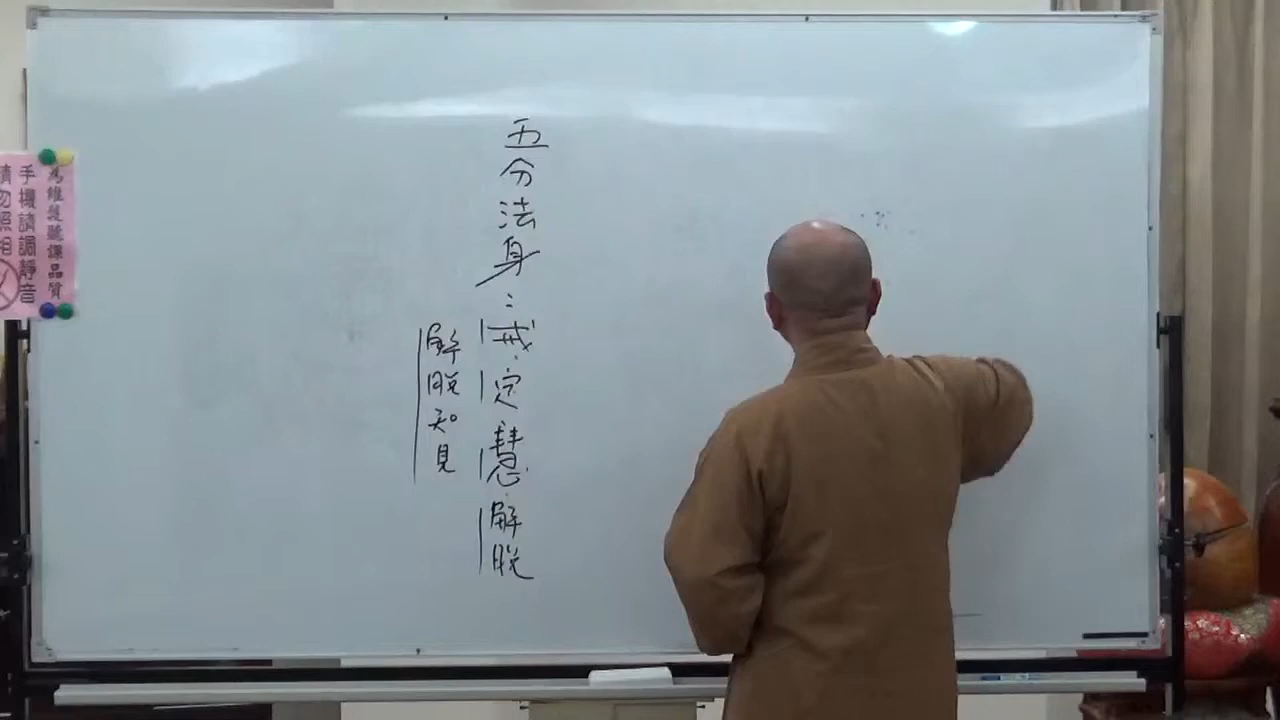 五分法身：戒、定、慧、解脫
解脫知見
為維護聽課品質
手機請調靜音
請勿照相